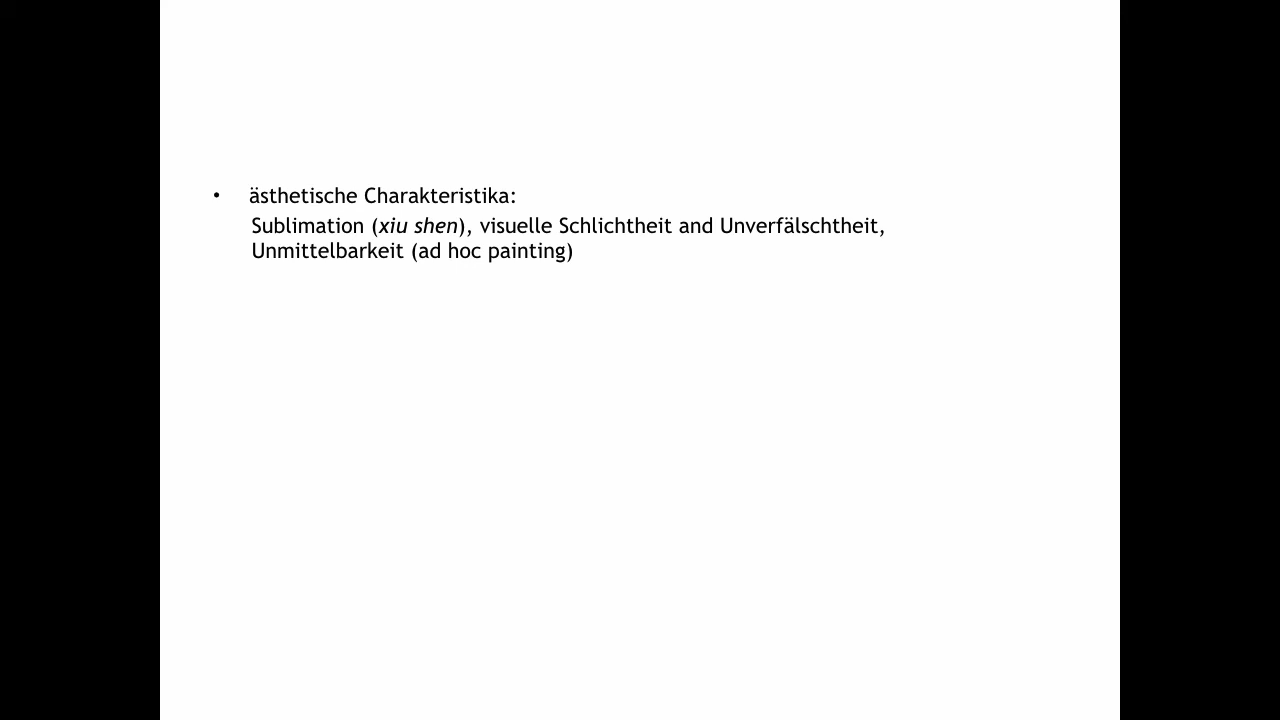 • ästhetische Charakteristika:
Sublimation (xiu shen), visuelle Schlichtheit and Unverfälschtheit,
Unmittelbarkeit (ad hoc painting)